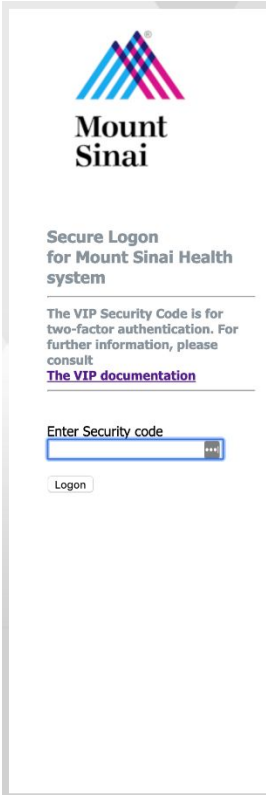 Mount
Sinai
Secure Logon
for Mount Sinai Health
system
The VIP Security Code is for
two-factor authentication. For
further information, please
consult
The VIP documentation
Enter Security code
Logon